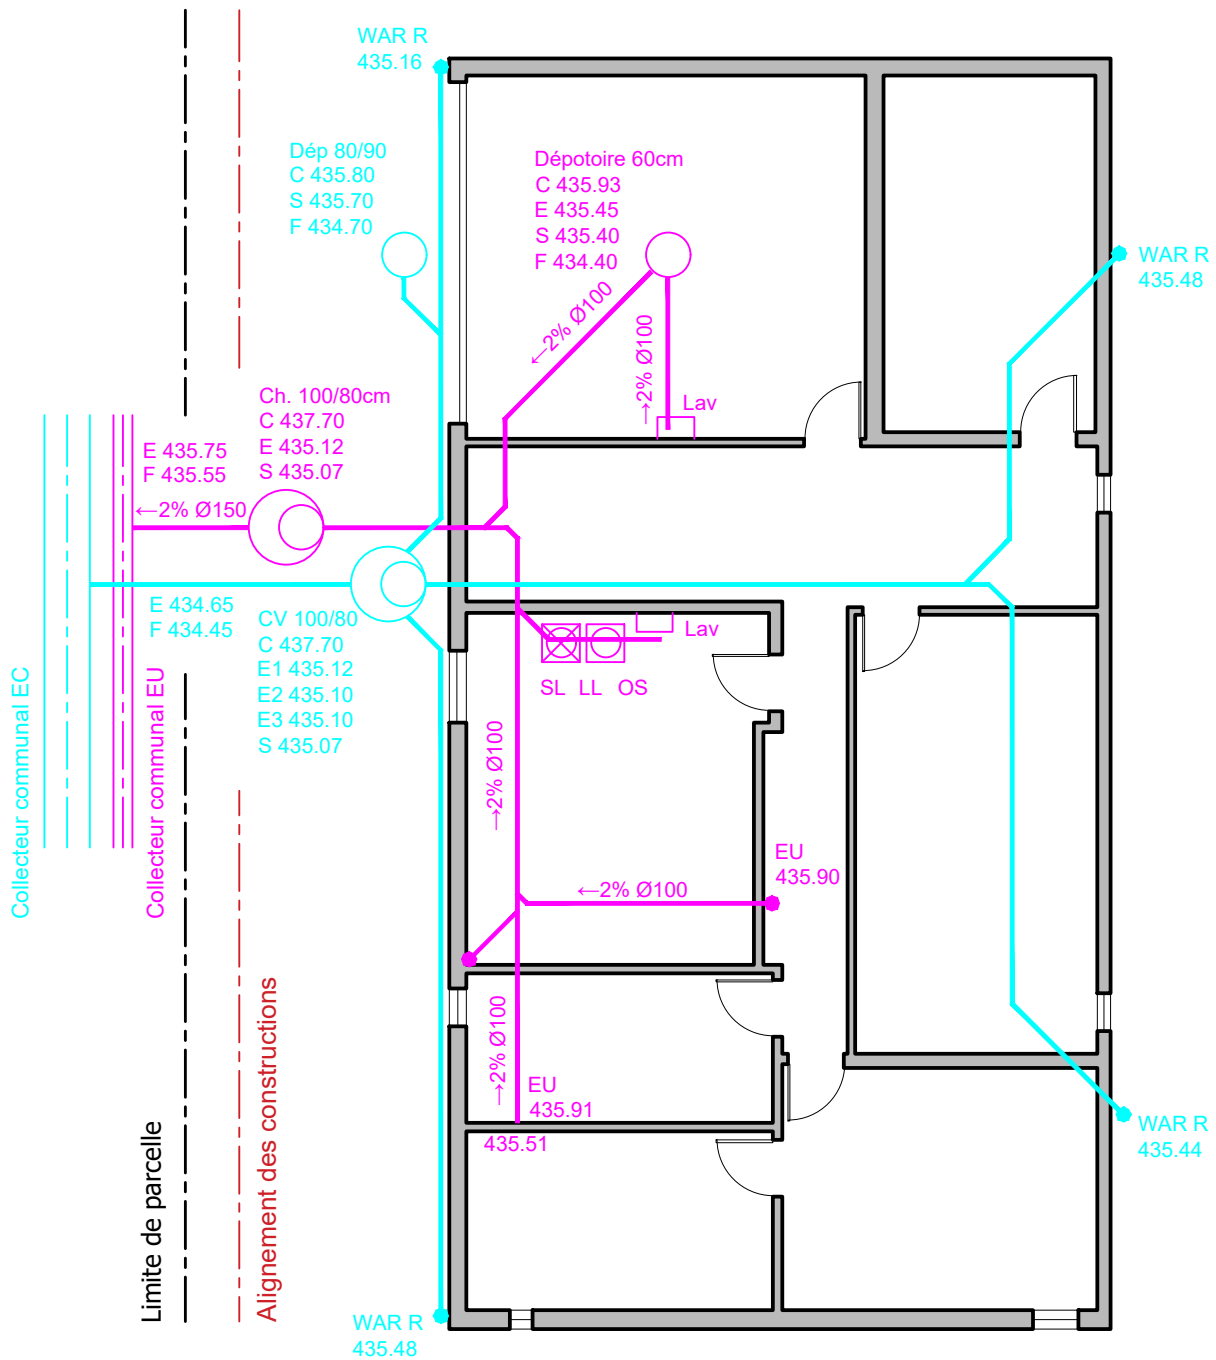 WAR R
435.16
Dép 80/90
C 435.80
S 435.70
F 434.70
Dépotoire 60cm
C 435.93
E 435.45
S 435.40
F 434.40
WAR R
435.48
←2% Ø100
→2% Ø100
Lav
Ch. 100/80cm
C 437.70
E 435.12
S 435.07
E 435.75
F 435.55
←2% Ø150
E 434.65
F 434.45
CV 100/80
C 437.70
E1 435.12
E2 435.10
E3 435.10
S 435.07
Lav
SL LL OS
Collecteur communal EC
Collecteur communal EU
→2% Ø100
EU
435.90
←2% Ø100
→2% Ø100
EU
435.91
435.51
Limite de parcelle
Alignement des constructions
WAR R
435.44
WAR R
435.48